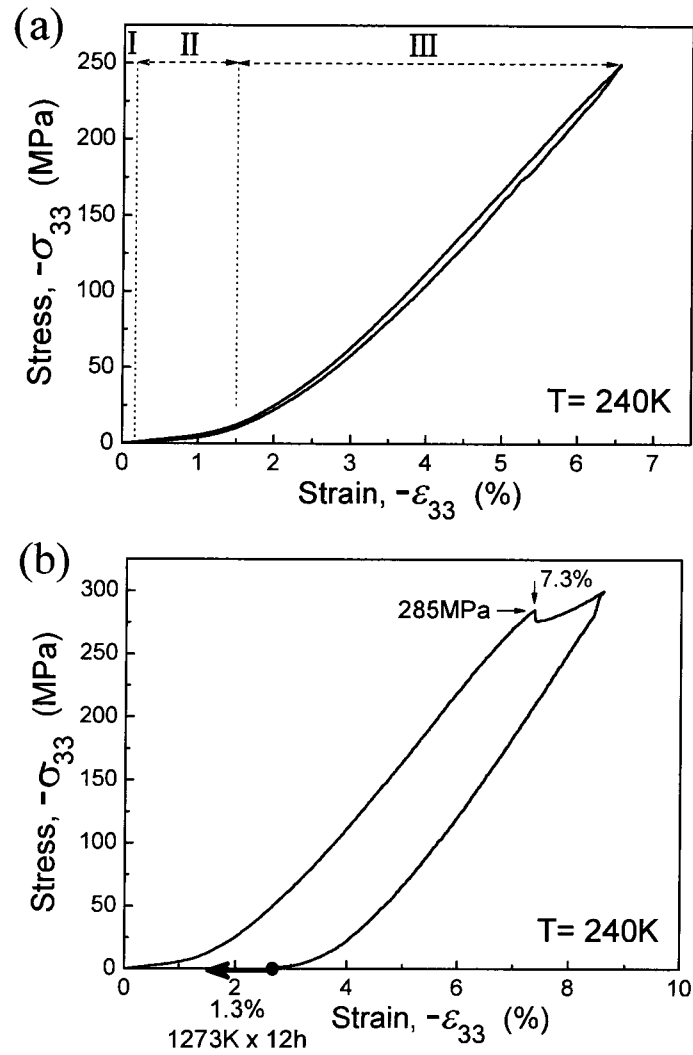 (a)
I II III
250
200
150
100
50
0
Stress, -σ₃₃ (MPa)
T= 240K
0 1 2 3 4 5 6 7
Strain, -ε₃₃ (%)
(b)
300
250
200
150
100
50
0
Stress, -σ₃₃ (MPa)
7.3%
285MPa
T= 240K
0 2 4 6 8 10
1.3%
1273K x 12h
Strain, -ε₃₃ (%)